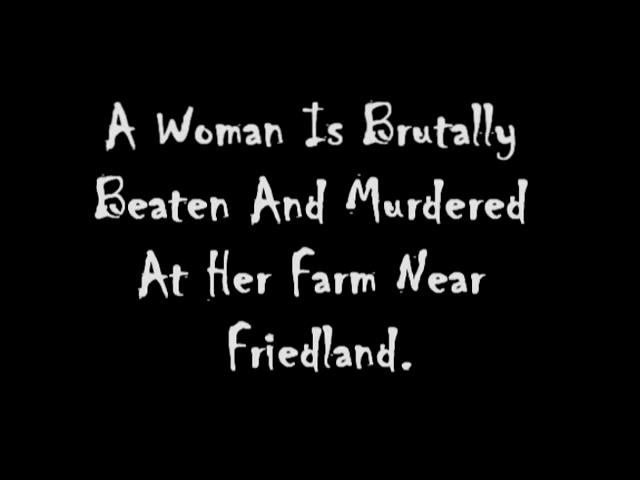 A Woman Is Brutally
Beaten And Murdered
At Her Farm Near
Friedland.